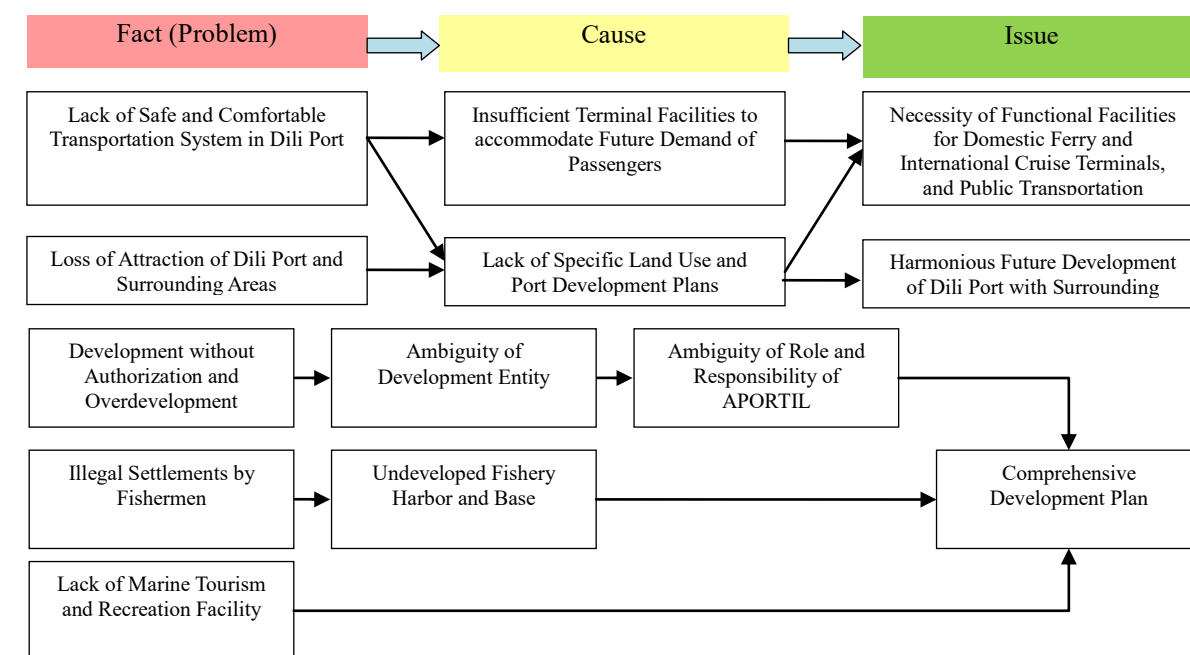 Fact (Problem)
Cause
Issue
Lack of Safe and Comfortable
Transportation System in Dili Port
Insufficient Terminal Facilities to
accommodate Future Demand of
Passengers
Necessity of Functional Facilities
for Domestic Ferry and
International Cruise Terminals,
and Public Transportation
Loss of Attraction of Dili Port and
Surrounding Areas
Lack of Specific Land Use and
Port Development Plans
Harmonious Future Development
of Dili Port with Surrounding
Development without
Authorization and
Overdevelopment
Ambiguity of
Development Entity
Ambiguity of Role and
Responsibility of
APORTIL
Illegal Settlements by
Fishermen
Undeveloped Fishery
Harbor and Base
Comprehensive
Development Plan
Lack of Marine Tourism
and Recreation Facility